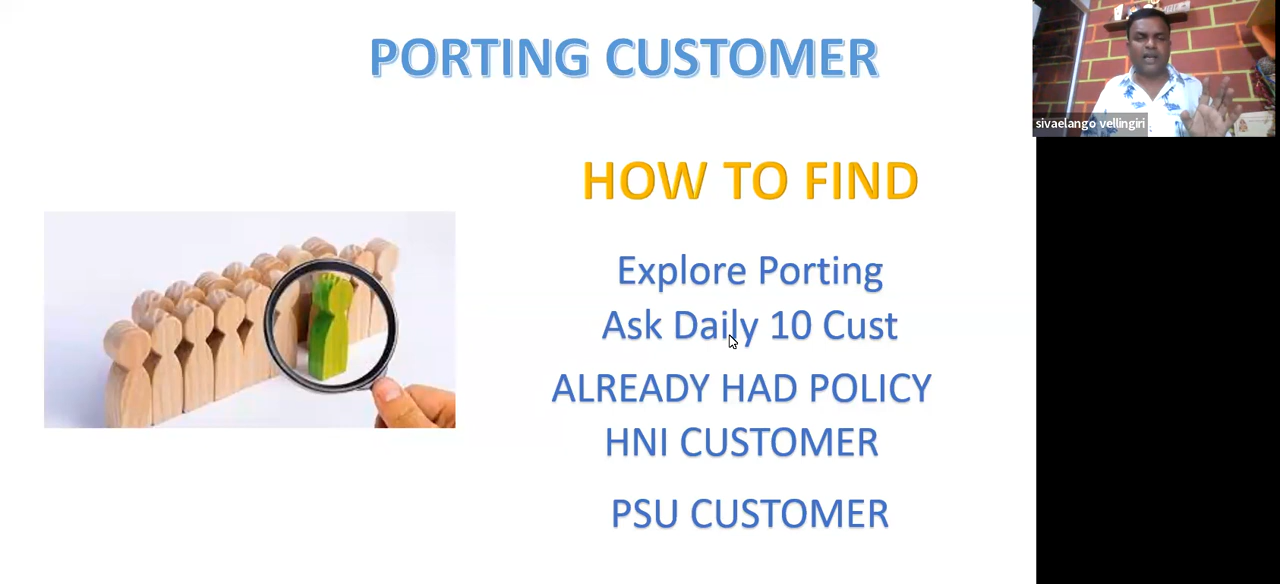 PORTING CUSTOMER
sivaelango vellingiri
HOW TO FIND
Explore Porting
Ask Daily 10 Cust
ALREADY HAD POLICY
HNI CUSTOMER
PSU CUSTOMER